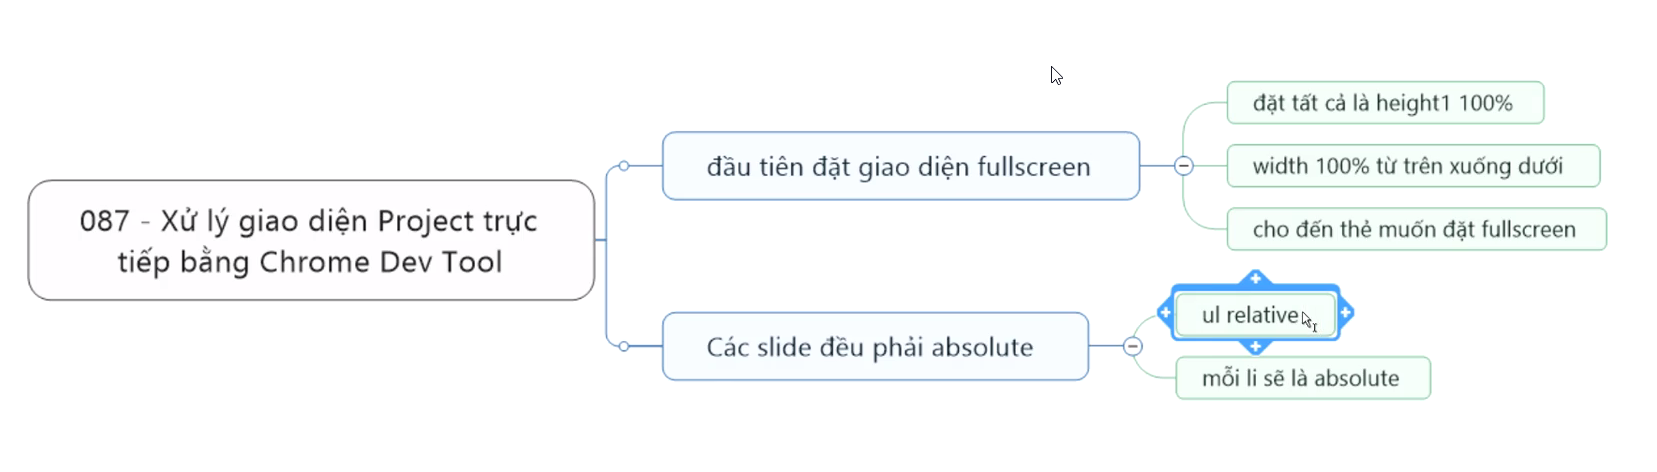 087 - Xử lý giao diện Project trực
tiếp bằng Chrome Dev Tool
đầu tiên đặt giao diện fullscreen
đặt tất cả là height1 100%
width 100% từ trên xuống dưới
cho đến thẻ muốn đặt fullscreen
Các slide đều phải absolute
ul relative
mỗi li sẽ là absolute